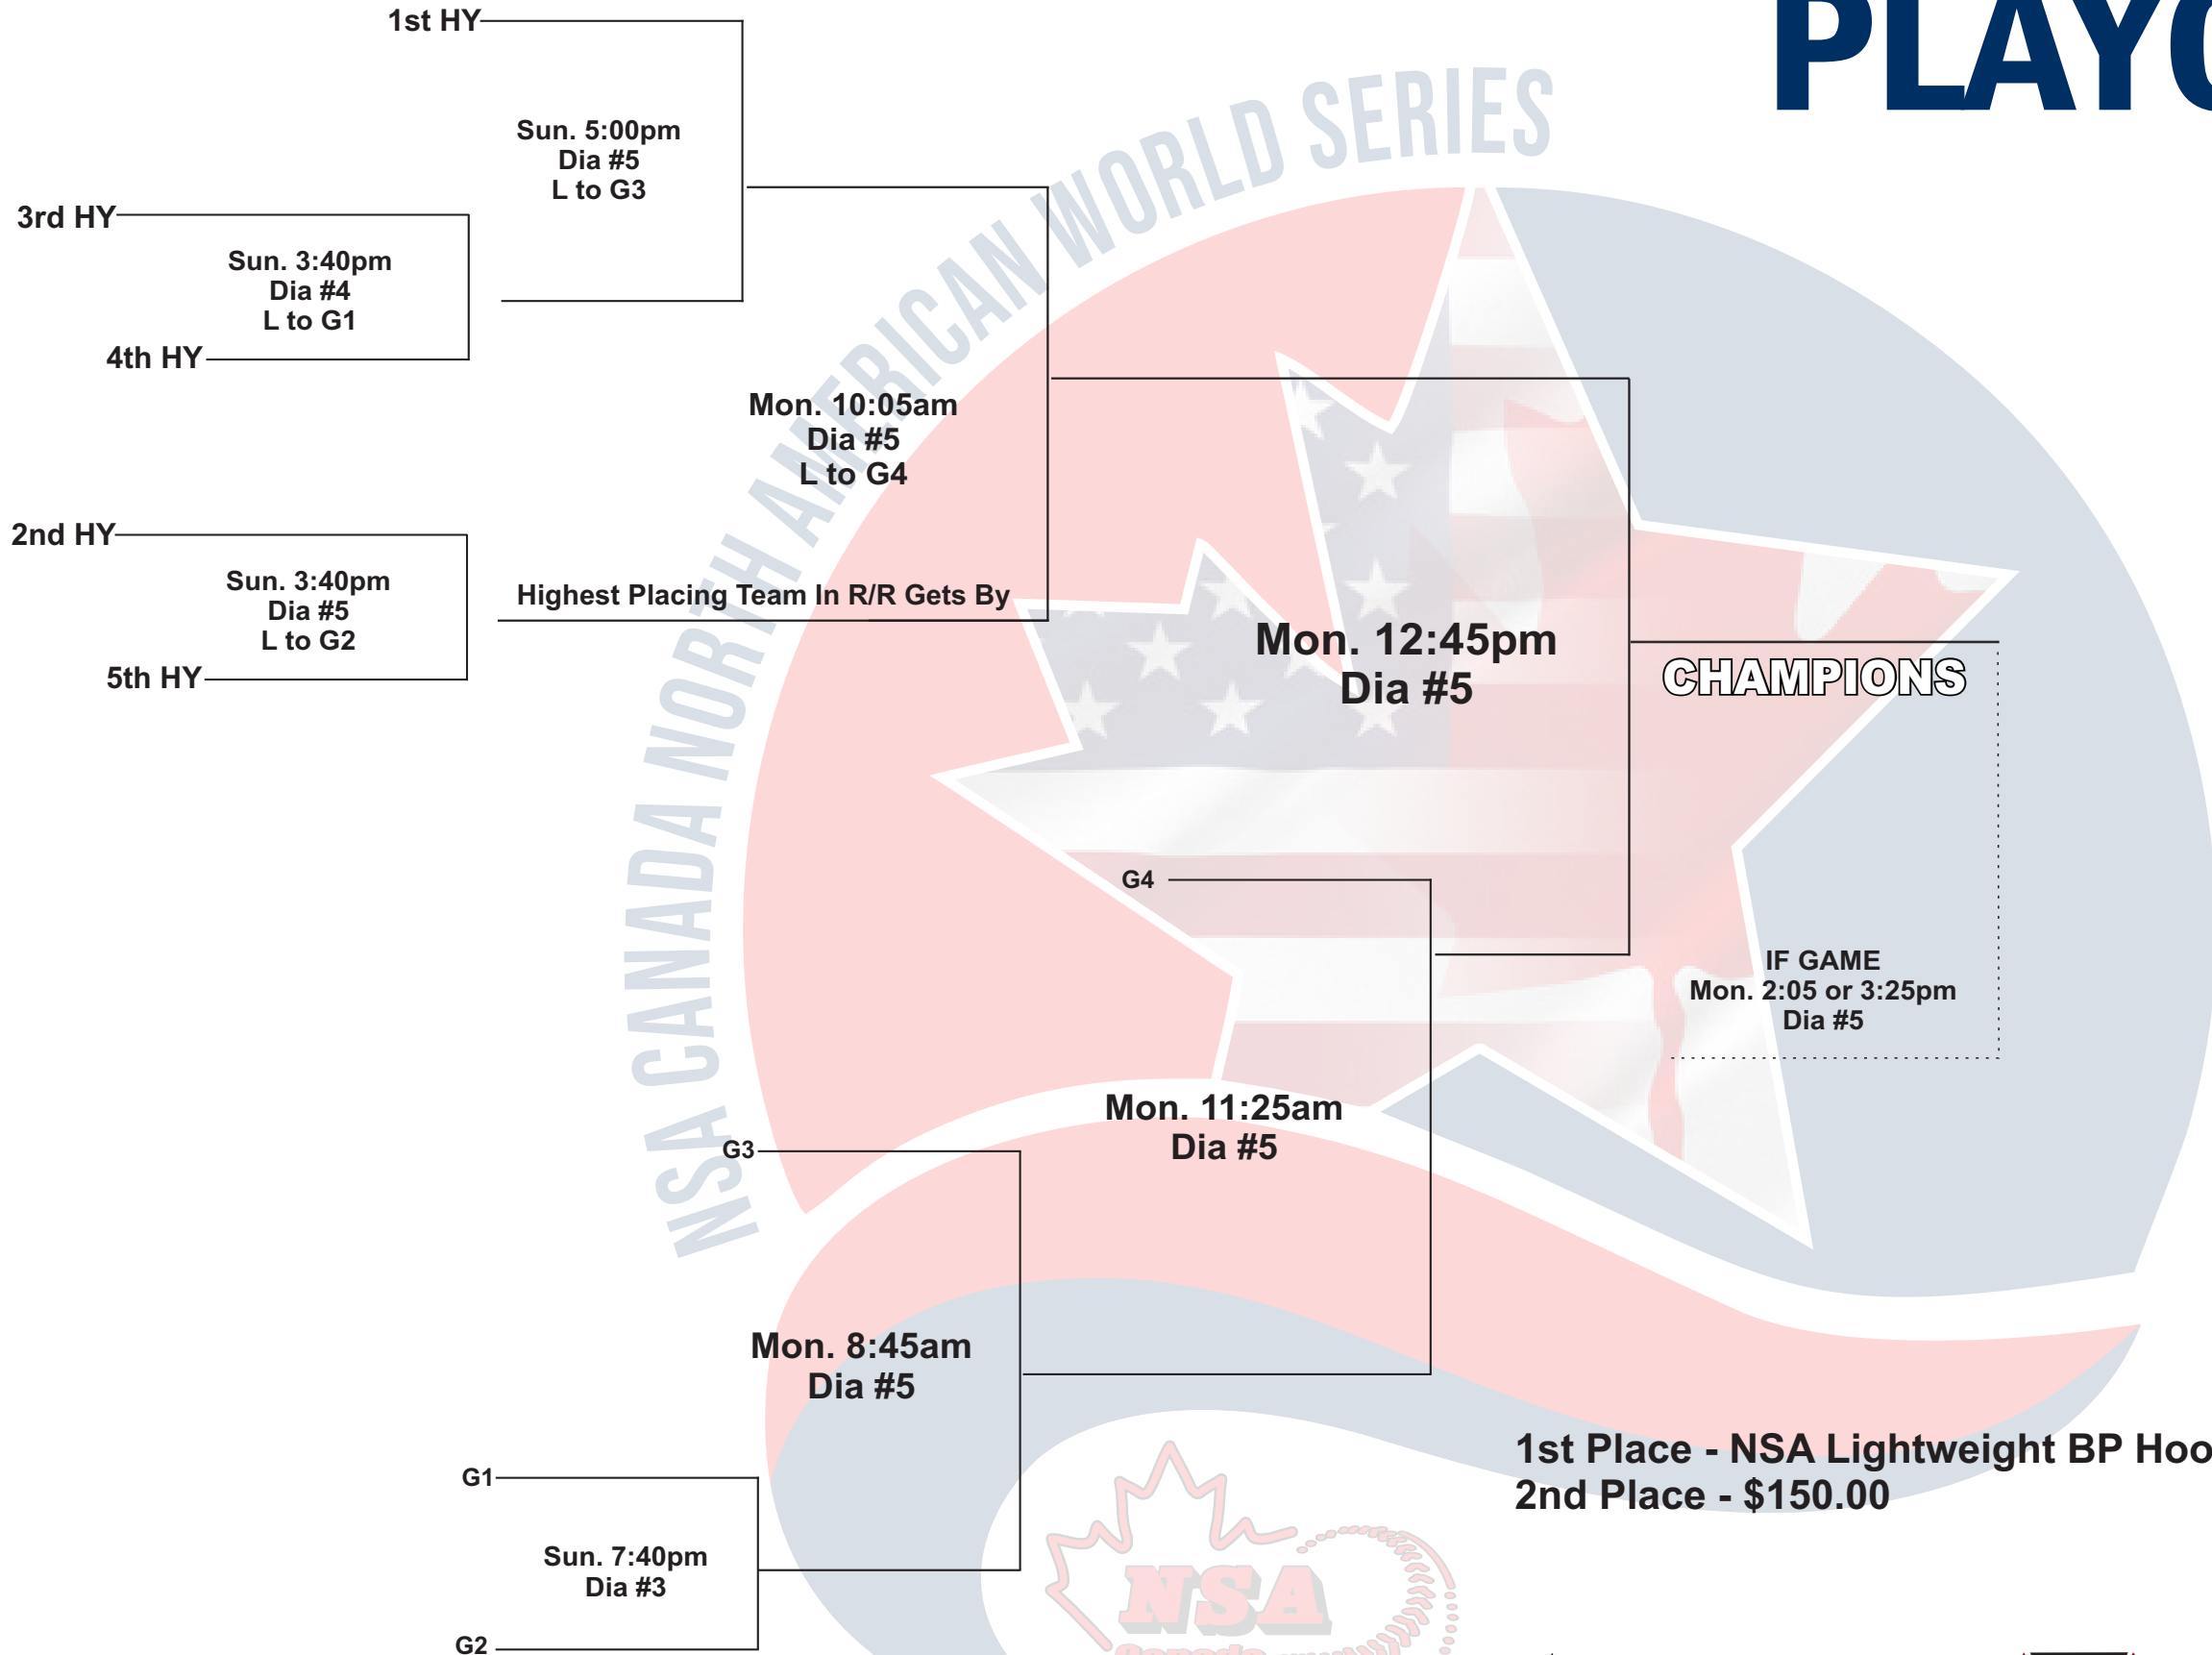 PLAYO
1st HY
Sun. 5:00pm
Dia #5
L to G3
3rd HY
Sun. 3:40pm
Dia #4
L to G1
4th HY
Mon. 10:05am
Dia #5
L to G4
2nd HY
Sun. 3:40pm
Dia #5
L to G2
5th HY
Highest Placing Team In R/R Gets By
Mon. 12:45pm
Dia #5
CHAMPIONS
G4
IF GAME
Mon. 2:05 or 3:25pm
Dia #5
Mon. 11:25am
Dia #5
G3
Mon. 8:45am
Dia #5
G1
Sun. 7:40pm
Dia #3
G2
1st Place - NSA Lightweight BP Hoo
2nd Place - $150.00
NSA CANADA NORTH AMERICAN WORLD SERIES
NSA
Canada